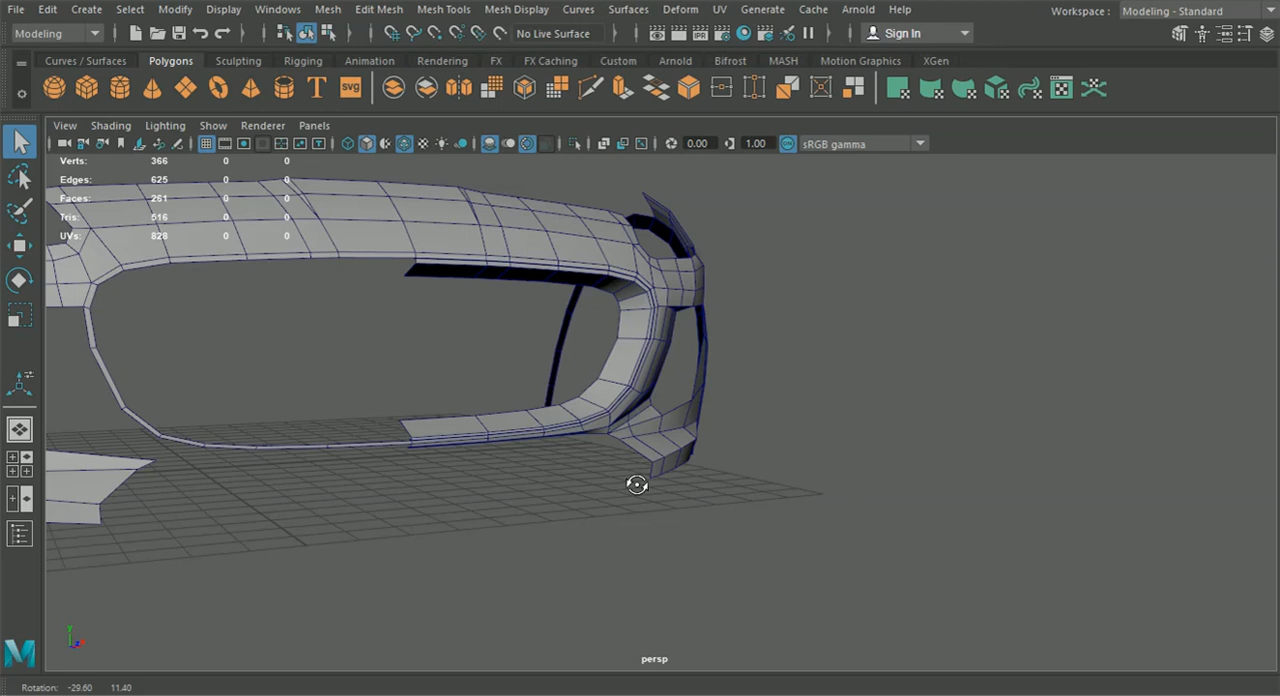 File Edit Create Select Modify Display Windows Mesh Edit Mesh Mesh Tools Mesh Display Curves Surfaces Deform UV Generate Cache Arnold Help Workspace : Modeling - Standard
Modeling No Live Surface Sign In
Curves / Surfaces Polygons Sculpting Rigging Animation Rendering FX FX Caching Custom Arnold Bifrost MASH Motion Graphics XGen
T SVG
View Shading Lighting Show Renderer Panels
0.00 1.00 sRGB gamma
Verts: 366 0 0
Edges: 625 0 0
Faces: 261 0 0
Tris: 516 0 0
UVs: 828 0 0
y
persp
M
Rotation: -29.60 11.40